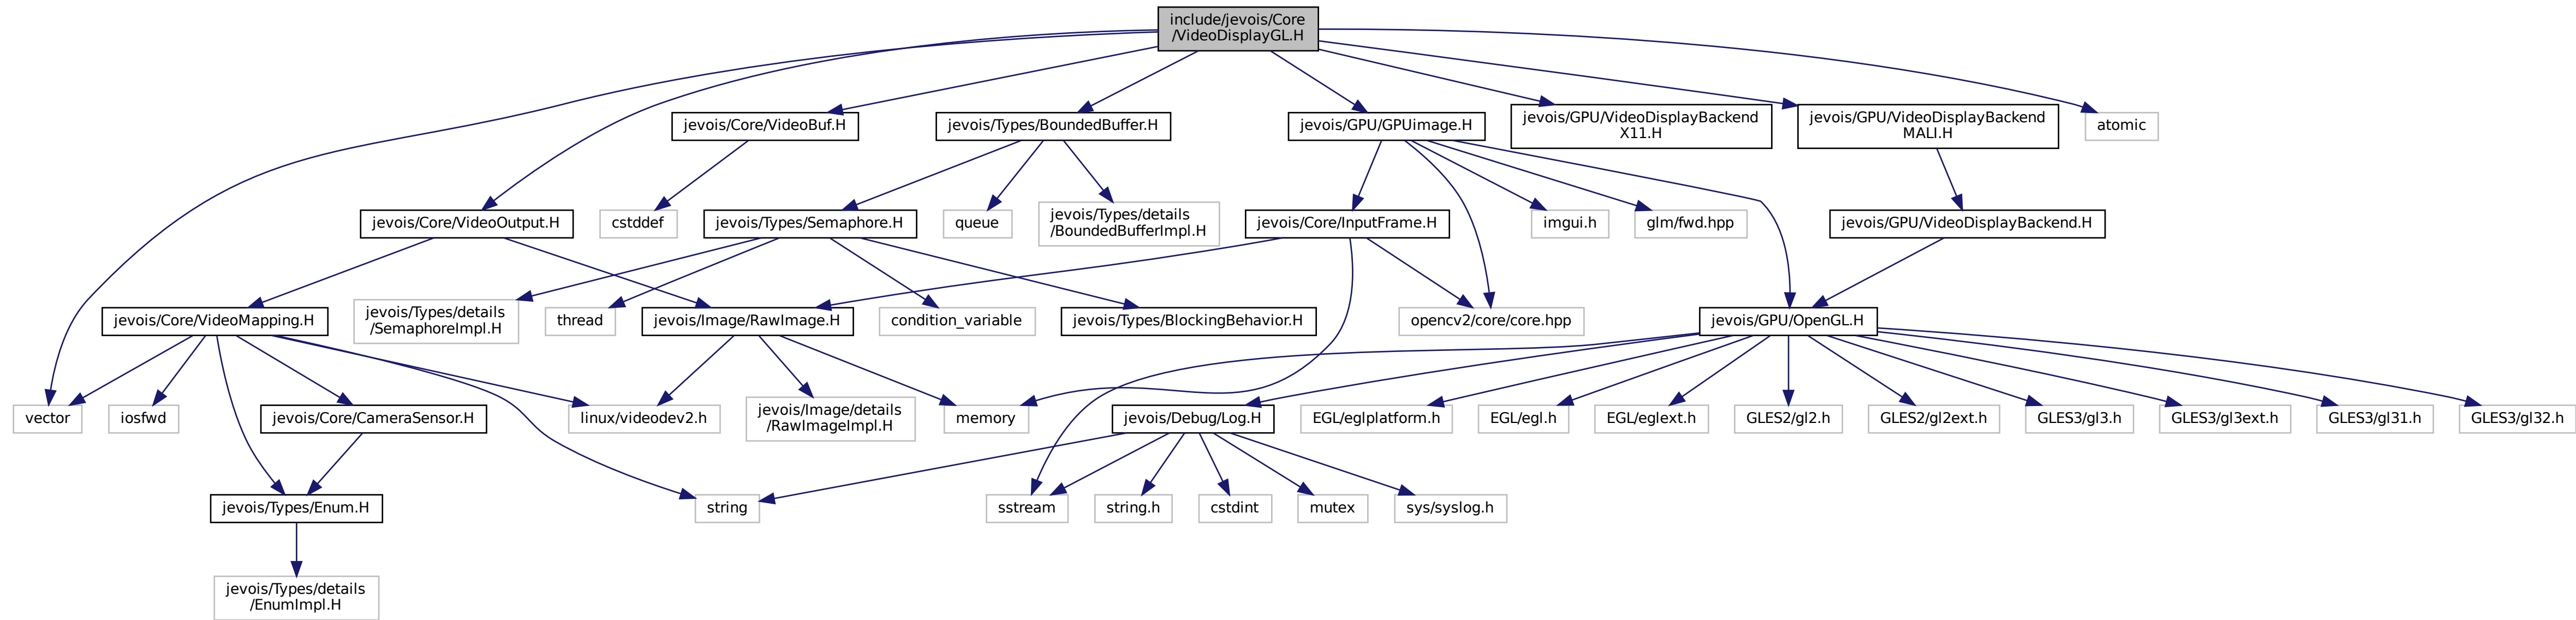 include/jevois/Core
/VideoDisplayGL.H
jevois/Core/VideoBuf.H
jevois/Types/BoundedBuffer.H
jevois/GPU/GPUimage.H
jevois/GPU/VideoDisplayBackend
X11.H
jevois/GPU/VideoDisplayBackend
MALI.H
atomic
jevois/Core/VideoOutput.H
cstddef
jevois/Types/Semaphore.H
queue
jevois/Types/details
/BoundedBufferImpl.H
jevois/Core/InputFrame.H
imgui.h
glm/fwd.hpp
jevois/GPU/VideoDisplayBackend.H
jevois/Core/VideoMapping.H
jevois/Types/details
/SemaphoreImpl.H
thread
jevois/Image/RawImage.H
condition_variable
jevois/Types/BlockingBehavior.H
opencv2/core/core.hpp
jevois/GPU/OpenGL.H
vector
iosfwd
jevois/Core/CameraSensor.H
linux/videodev2.h
jevois/Image/details
/RawImageImpl.H
memory
jevois/Debug/Log.H
EGL/eglplatform.h
EGL/egl.h
EGL/eglext.h
GLES2/gl2.h
GLES2/gl2ext.h
GLES3/gl3.h
GLES3/gl3ext.h
GLES3/gl31.h
GLES3/gl32.h
jevois/Types/Enum.H
string
sstream
string.h
cstdint
mutex
sys/syslog.h
jevois/Types/details
/EnumImpl.H